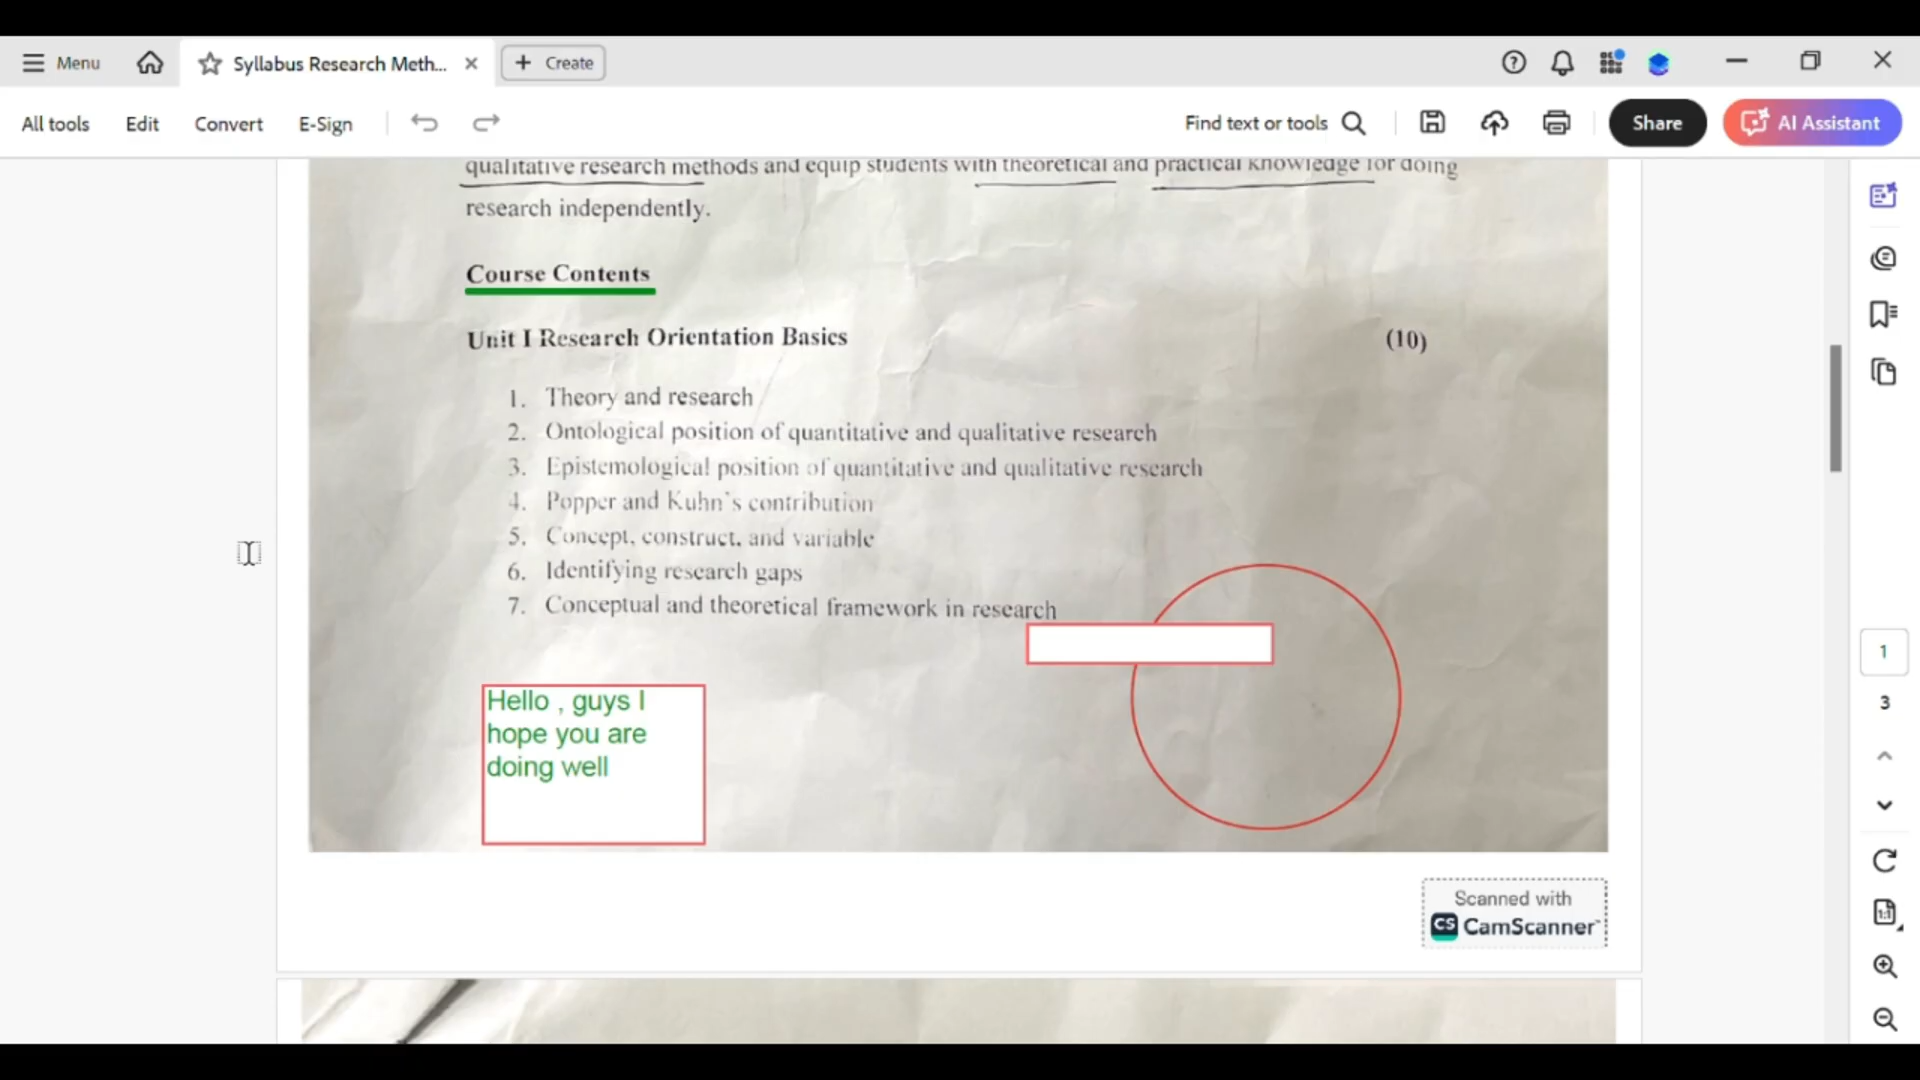 Menu
Syllabus Research Meth...
Create
All tools
Edit
Convert
E-Sign
Find text or tools
Share
AI Assistant
qualitative research methods and equip students with theoretical and practical knowledge for doing
research independently.
Course Contents
Unit I Research Orientation Basics (10)
1. Theory and research
2. Ontological position of quantitative and qualitative research
3. Epistemological position of quantitative and qualitative research
4. Popper and Kuhn's contribution
5. Concept, construct, and variable
6. Identifying research gaps
7. Conceptual and theoretical framework in research
Hello , guys I
hope you are
doing well
Scanned with
CS CamScanner™
1
3
1:1